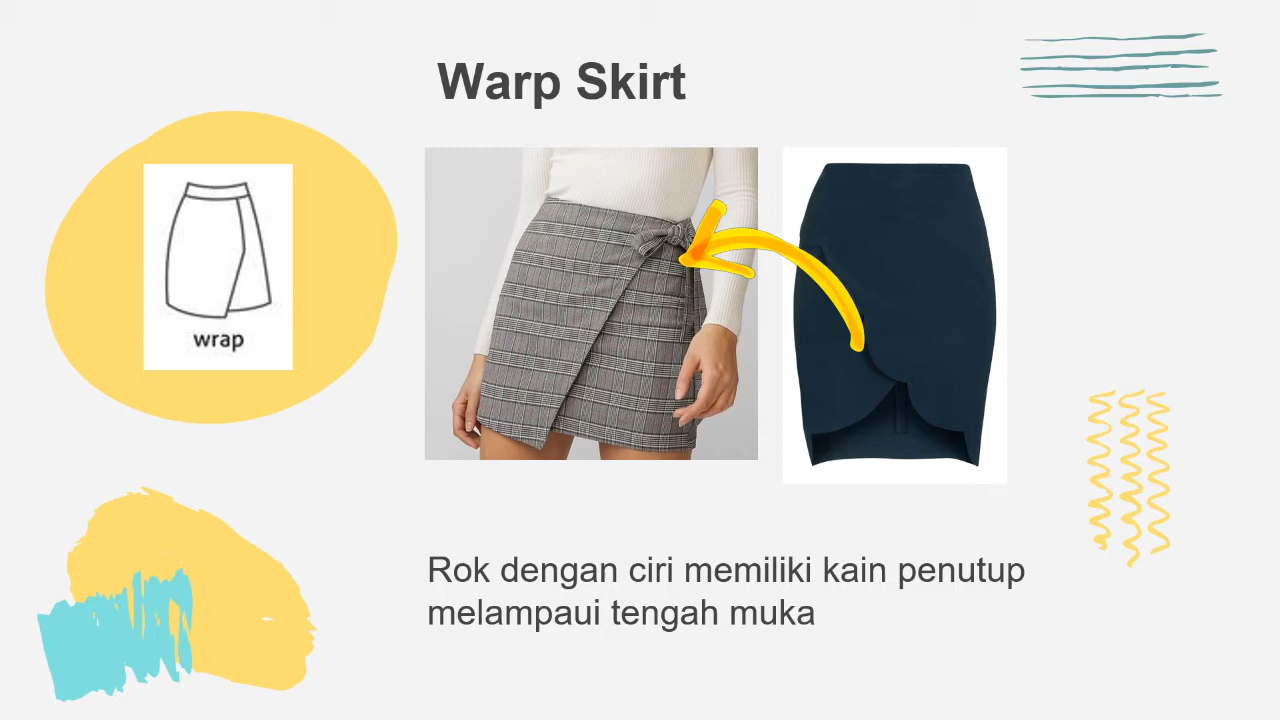 Warp Skirt
wrap
Rok dengan ciri memiliki kain penutup
melampaui tengah muka